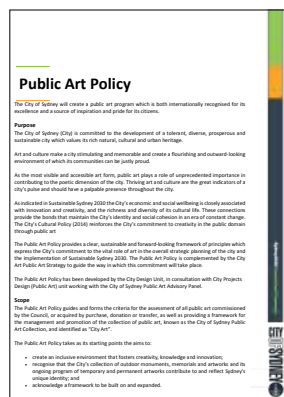 Public Art Policy
The City of Sydney will create a public art program which is both internationally recognised for its
excellence and a source of inspiration and pride for its citizens.
Purpose
The City of Sydney (City) is committed to the development of a tolerant, diverse, prosperous and
sustainable city which values its rich natural, cultural and urban heritage.
Art and culture make a city stimulating and memorable and create a flourishing and outward-looking
environment of which its communities can be justly proud.
As the most visible and accessible art form, public art plays a role of unprecedented importance in
contributing to the poetic dimension of the city. Thriving art and culture are the great indicators of a
city's pulse and should have a palpable presence throughout the city.
As indicated in Sustainable Sydney 2030 the City's economic and social wellbeing is closely associated
with innovation and creativity, and the richness and diversity of its cultural life. These connections
provide the bonds that maintain the City's identity and social cohesion in an era of constant change.
The City's Cultural Policy (2014) reinforces the City's commitment to creativity in the public domain
through public art
The Public Art Policy provides a clear, sustainable and forward-looking framework of principles which
express the City's commitment to the vital role of art in the overall strategic planning of the city and
the implementation of Sustainable Sydney 2030. The Public Art Policy is complemented by the City
Art Public Art Strategy to guide the way in which this commitment will take place.
The Public Art Policy has been developed by the City Design Unit, in consultation with City Projects
Design (Public Art) unit working with the City of Sydney Public Art Advisory Panel.
Scope
The Public Art Policy guides and forms the criteria for the assessment of all public art commissioned
by the Council, or acquired by purchase, donation or transfer, as well as providing a framework for
the management and promotion of the collection of public art, known as the City of Sydney Public
Art Collection, and identified as "City Art".
The Public Art Policy takes as its starting points the aims to:
• create an inclusive environment that fosters creativity, knowledge and innovation;
• recognise that the City's collection of outdoor monuments, memorials and artworks and its
ongoing program of temporary and permanent artworks contribute to and reflect Sydney's
unique identity; and
• acknowledge a framework to be built on and expanded.
CITY OF SYDNEY